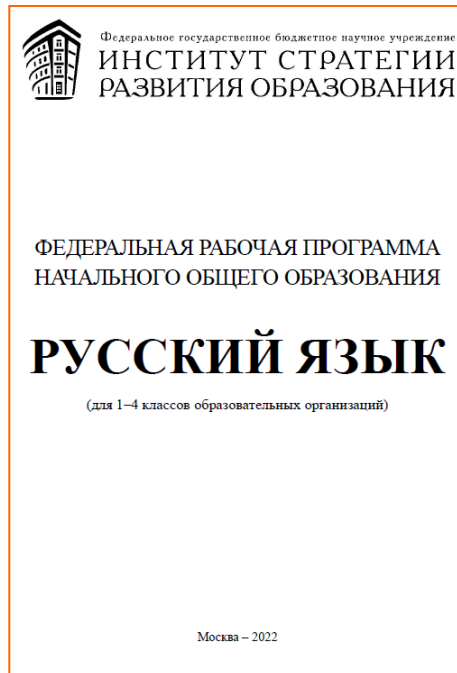 Федеральное государственное бюджетное научное учреждение
ИНСТИТУТ СТРАТЕГИИ
РАЗВИТИЯ ОБРАЗОВАНИЯ
ФЕДЕРАЛЬНАЯ РАБОЧАЯ ПРОГРАММА
НАЧАЛЬНОГО ОБЩЕГО ОБРАЗОВАНИЯ
РУССКИЙ ЯЗЫК
(для 1–4 классов образовательных организаций)
Москва – 2022